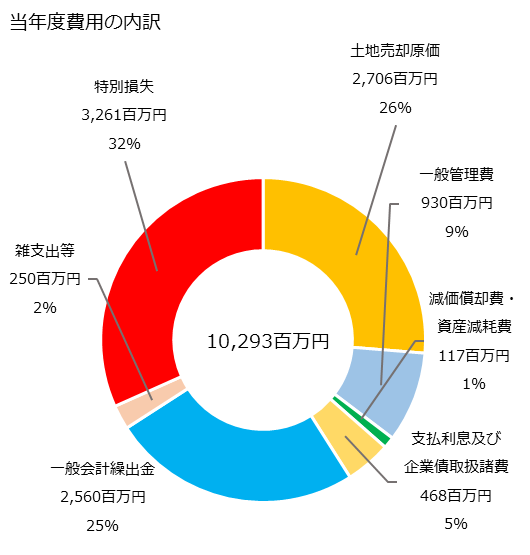 当年度費用の内訳
土地売却原価
2,706百万円
26%
一般管理費
930百万円
9%
減価償却費・
資産減耗費
117百万円
1%
支払利息及び
企業債取扱諸費
468百万円
5%
一般会計繰出金
2,560百万円
25%
雑支出等
250百万円
2%
特別損失
3,261百万円
32%
10,293百万円